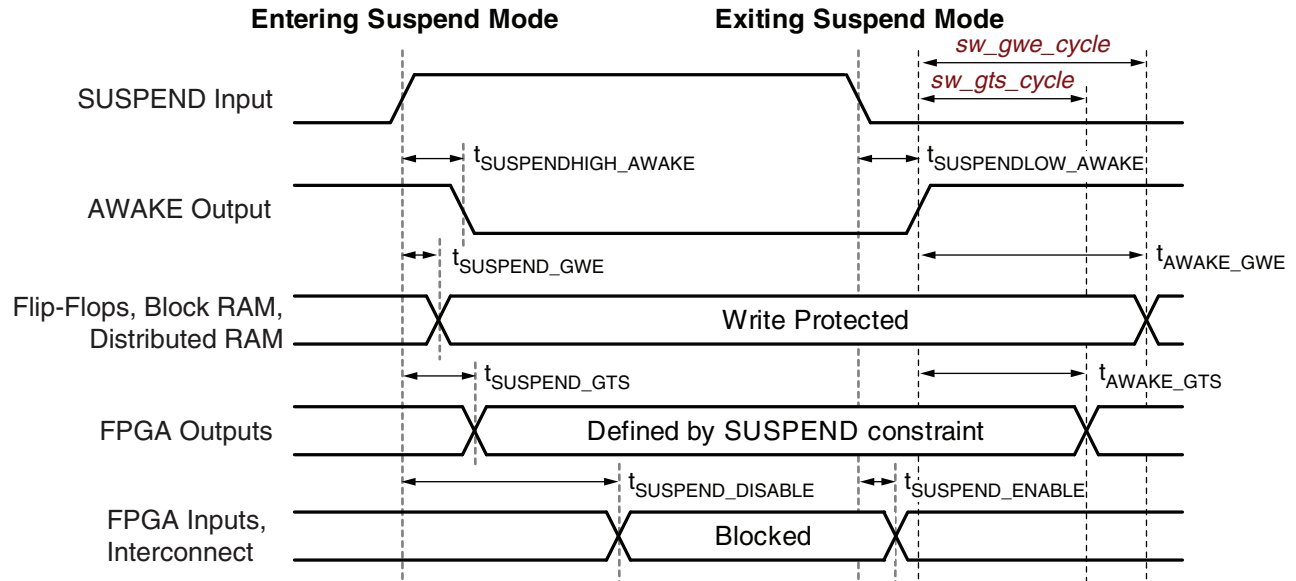 Entering Suspend Mode
Exiting Suspend Mode
sw_gwe_cycle
sw_gts_cycle
SUSPEND Input
tSUSPENDHIGH_AWAKE
tSUSPENDLOW_AWAKE
AWAKE Output
tSUSPEND_GWE
tAWAKE_GWE
Flip-Flops, Block RAM,
Distributed RAM
Write Protected
tSUSPEND_GTS
tAWAKE_GTS
FPGA Outputs
Defined by SUSPEND constraint
tSUSPEND_DISABLE
tSUSPEND_ENABLE
FPGA Inputs,
Interconnect
Blocked